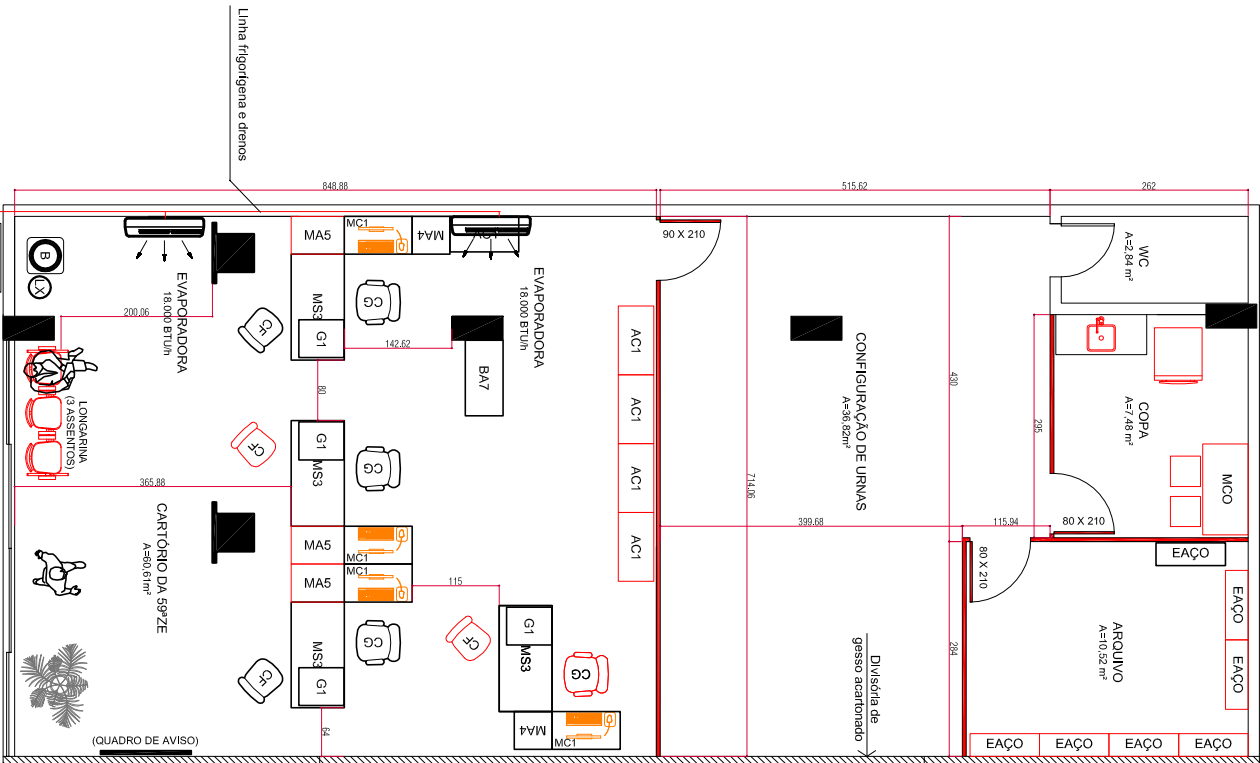 Linha frigorígena e drenos
848.88
515.62
262
MA5
MC1
MA4
90 X 210
WC
A=2,84 m²
B
LX
EVAPORADORA
18.000 BTU/h
200.06
CF
MS3
G1
CG
142.62
EVAPORADORA
18.000 BTU/h
BA7
AC1
AC1
AC1
AC1
CONFIGURAÇÃO DE URNAS
A=36,82m²
430
295
COPA
A=7,48 m²
MCO
80
LONGARINA
(3 ASSENTOS)
CF
G1
MS3
CG
365.88
714.06
399.68
115.94
80 X 210
CARTÓRIO DA 59ªZE
A=60,61m²
MA5
MC1
MA5
MC1
115
80 X 210
EAÇO
EAÇO
EAÇO
ARQUIVO
A=10,52 m²
284
CF
MS3
G1
CG
CF
G1
MS3
CG
MA4
MC1
64
Divisória de
gesso acartonado
(QUADRO DE AVISO)
EAÇO
EAÇO
EAÇO
EAÇO